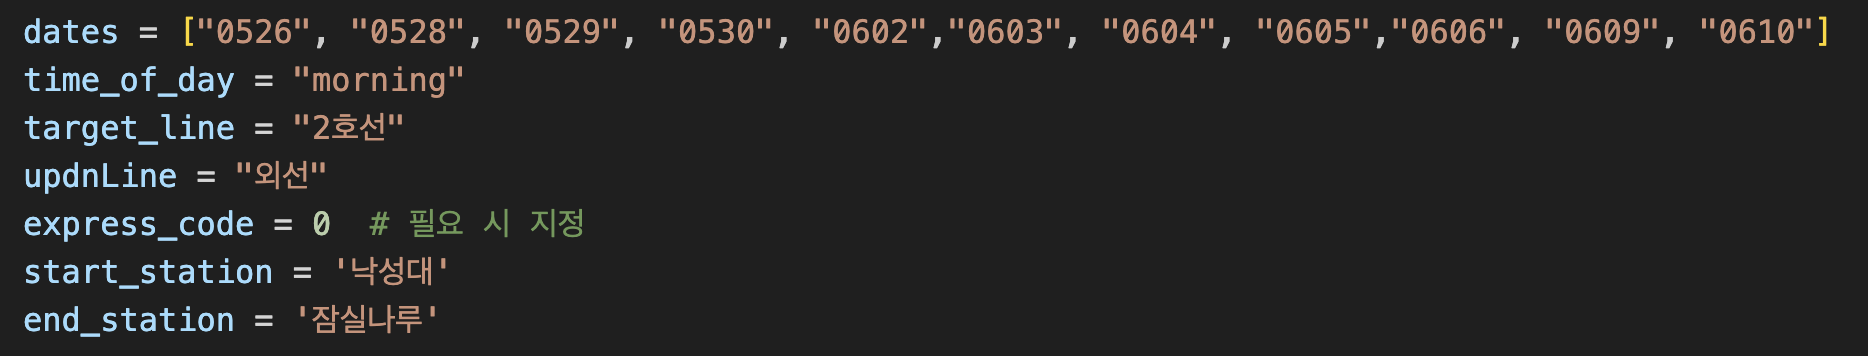 dates = ["0526", "0528", "0529", "0530", "0602","0603", "0604", "0605","0606", "0609", "0610"]
time_of_day = "morning"
target_line = "2호선"
updnLine = "외선"
express_code = 0  # 필요 시 지정
start_station = '낙성대'
end_station = '잠실나루'